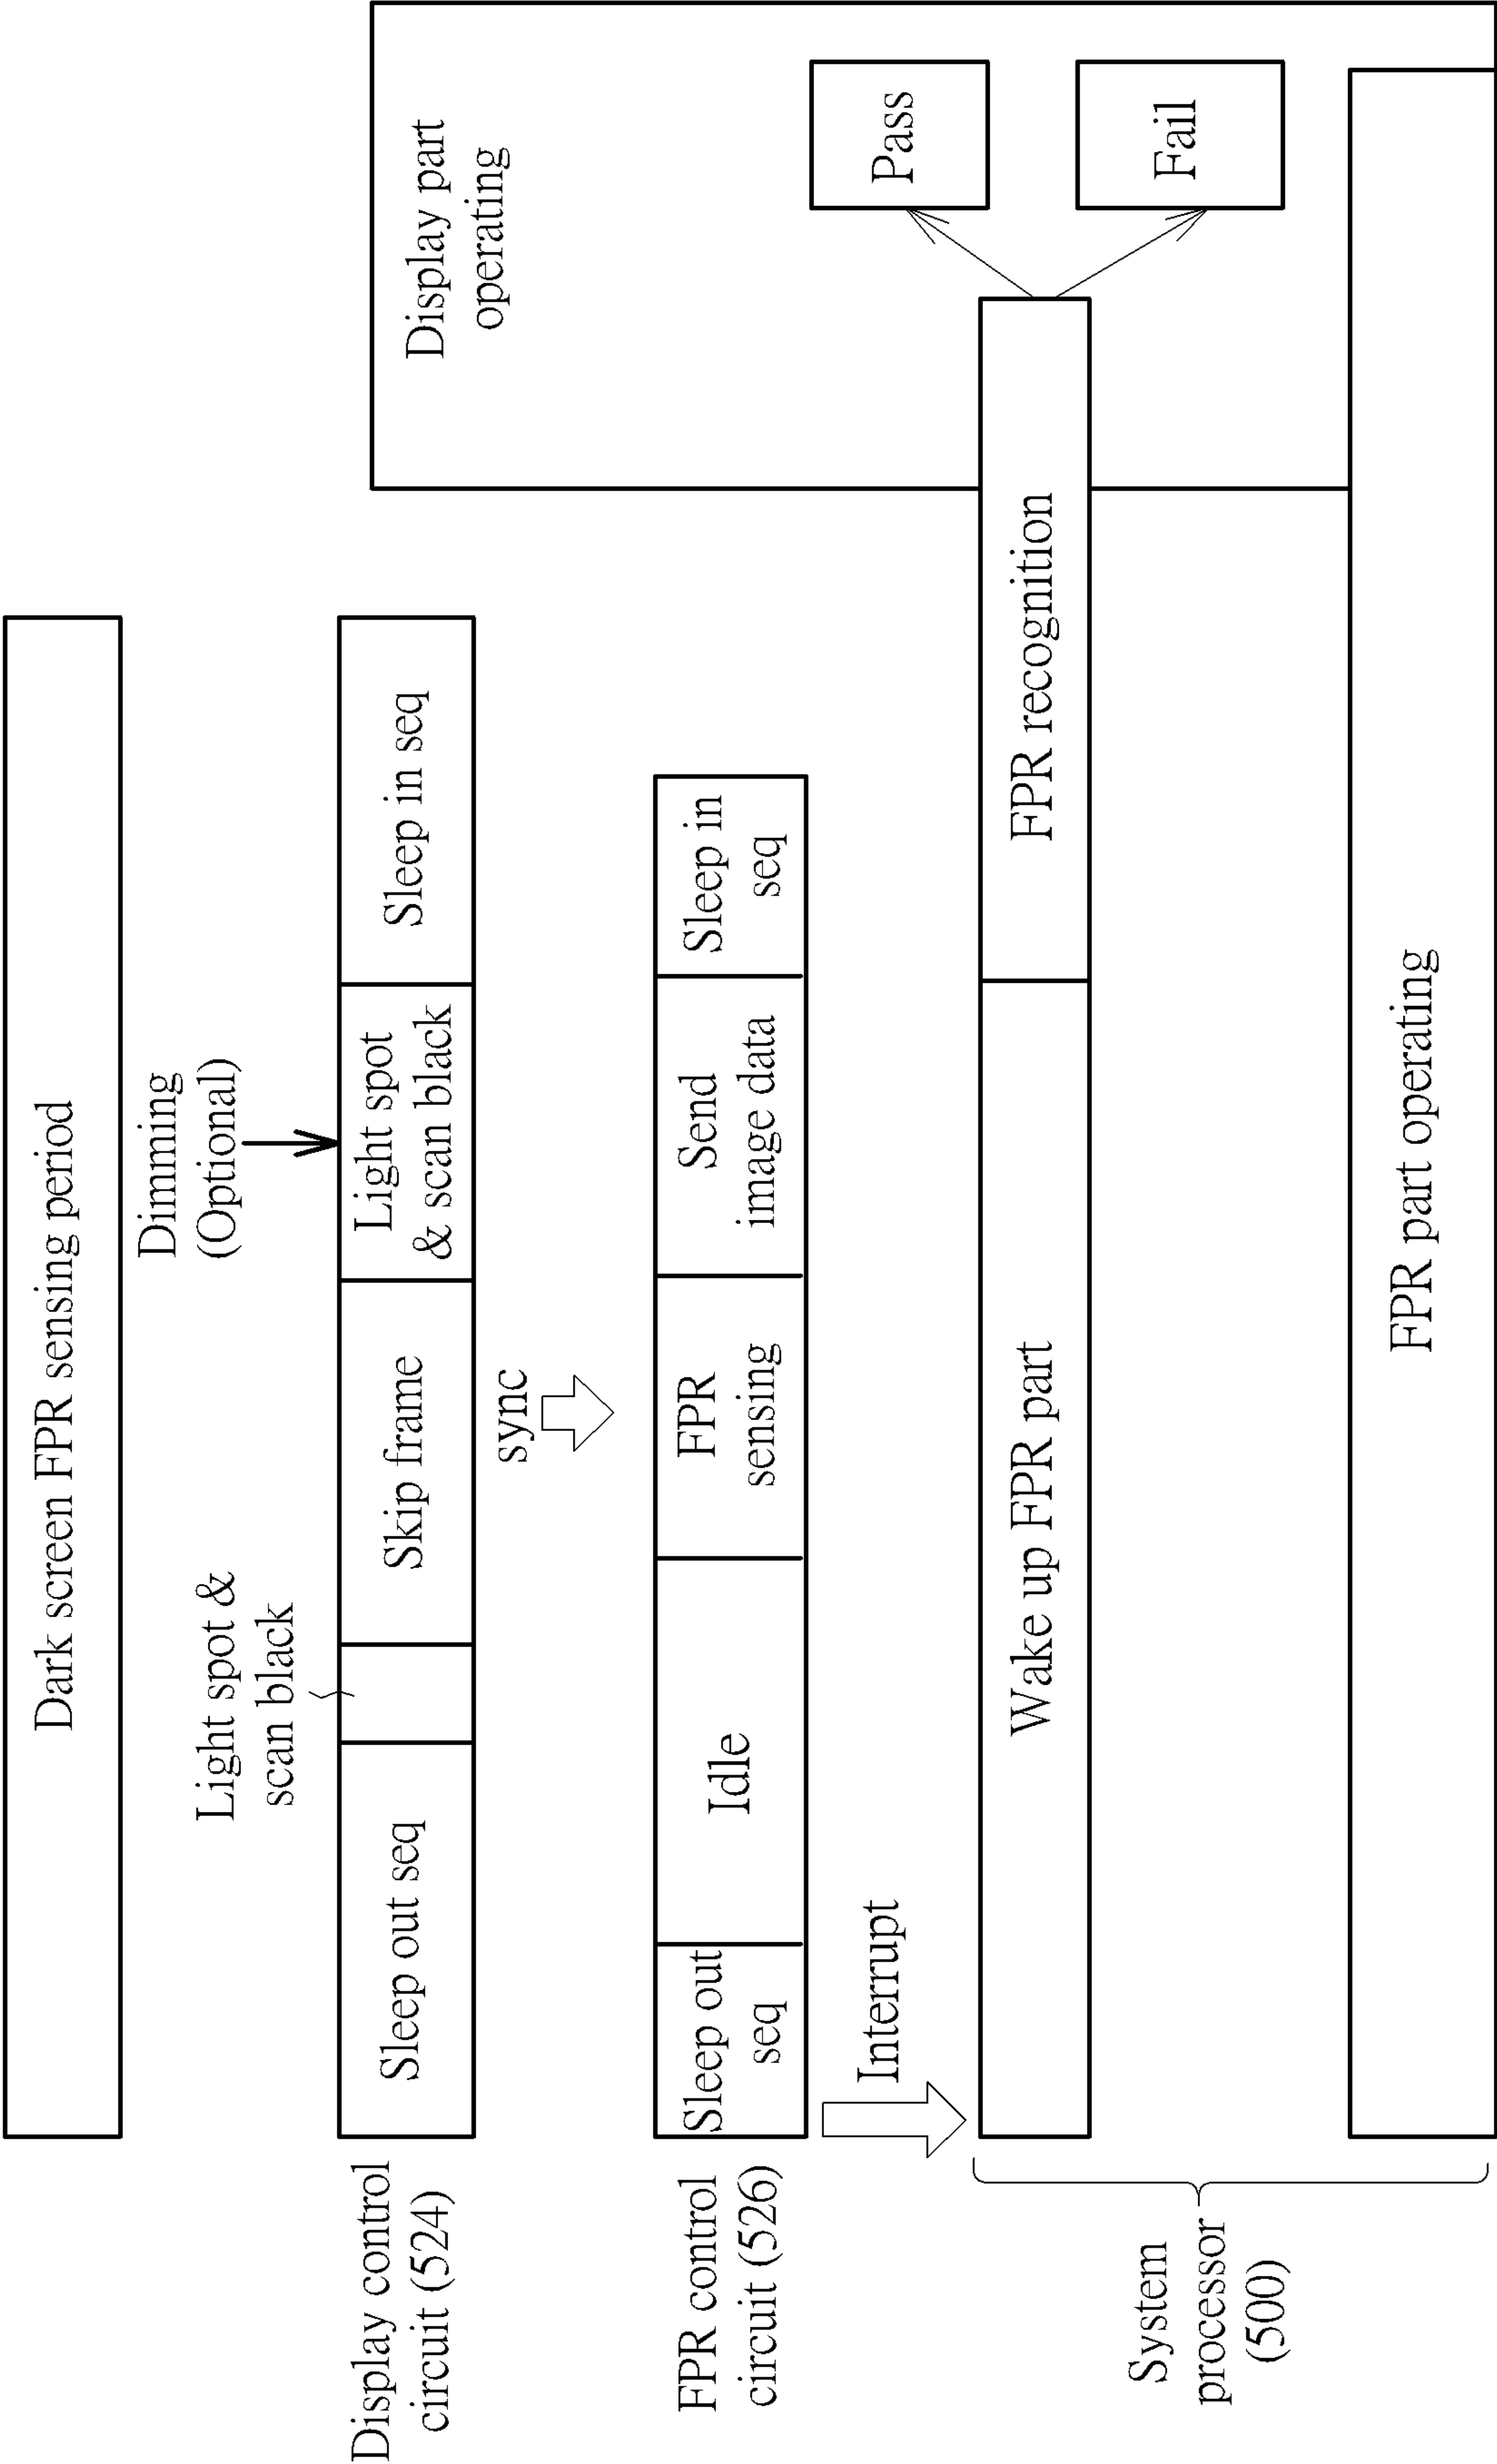 Dark screen FPR sensing period
Light spot &
scan black
Dimming
(Optional)
Display control
circuit (524)
Sleep out seq
Skip frame
Light spot
& scan black
Sleep in seq
Display part
operating
sync
FPR control
circuit (526)
Sleep out
seq
Idle
FPR
sensing
Send
image data
Sleep in
seq
Interrupt
Pass
System
processor
(500)
Wake up FPR part
FPR recognition
Fail
FPR part operating